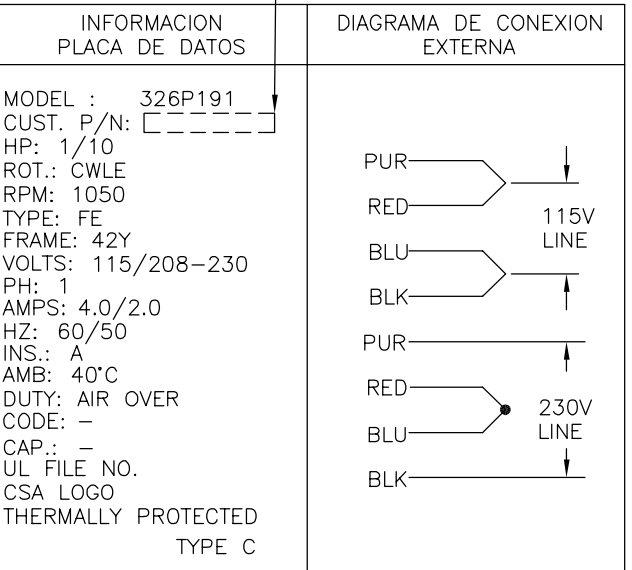 INFORMACION
PLACA DE DATOS
MODEL : 326P191
CUST. P/N:
HP: 1/10
ROT.: CWLE
RPM: 1050
TYPE: FE
FRAME: 42Y
VOLTS: 115/208-230
PH: 1
AMPS: 4.0/2.0
HZ: 60/50
INS.: A
AMB: 40°C
DUTY: AIR OVER
CODE: -
CAP.: -
UL FILE NO.
CSA LOGO
THERMALLY PROTECTED
TYPE C
DIAGRAMA DE CONEXION
EXTERNA
PUR
RED
BLU
BLK
115V
LINE
PUR
RED
BLU
BLK
230V
LINE